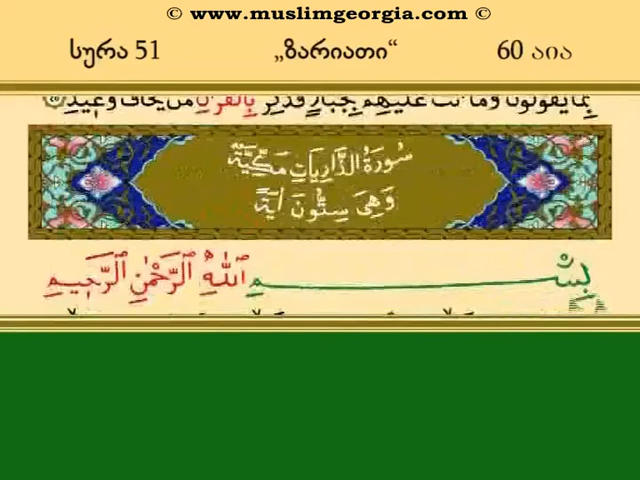 © www.muslimgeorgia.com ©
სურა 51 „ზარიათი“ 60 აია
بِمَا يَقُولُونَ وَمَا أَنْتَ عَلَيْهِمْ بِجَبَّارٍ فَذَكِّرْ بِالْقُرْآنِ مَنْ يَخَافُ وَعِيدِ
سُورَةُ الذَّارِيَاتِ مَكِّيَّةٌ
وَهِيَ سِتُّونَ آيَةً
بِسْمِ اللّٰهِ الرَّحْمٰنِ الرَّحِيمِ